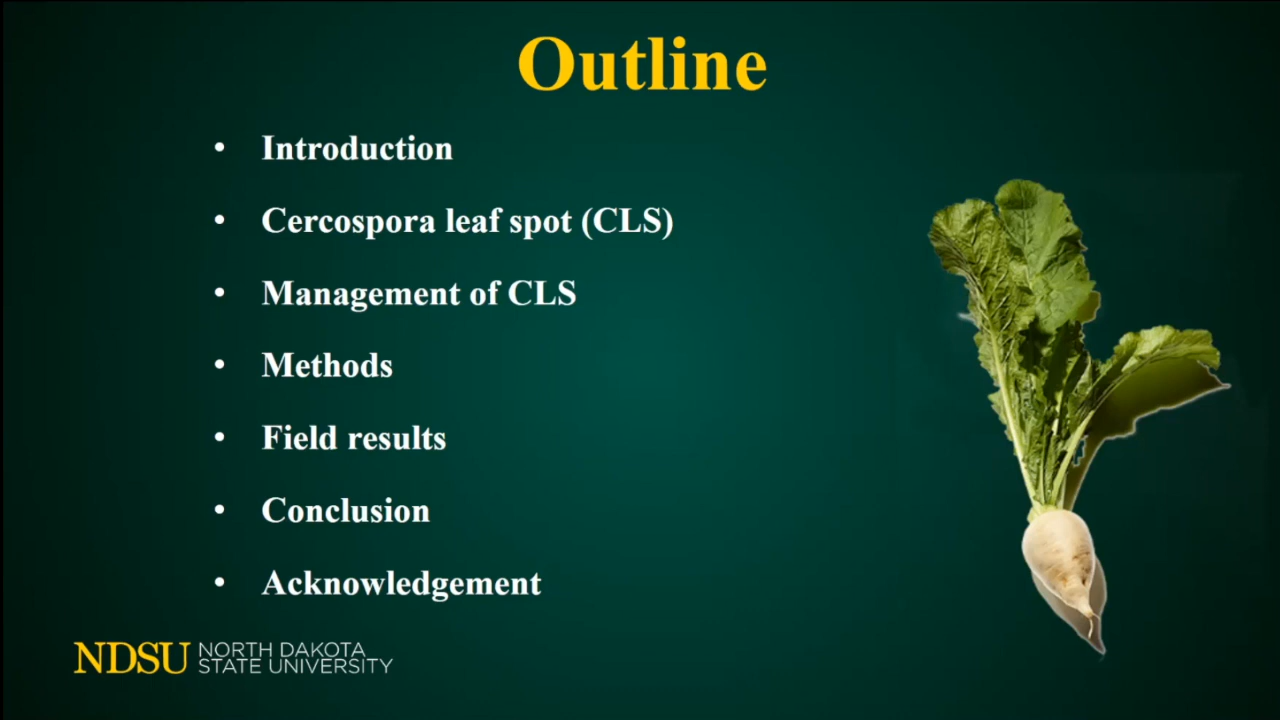 Outline
• Introduction
• Cercospora leaf spot (CLS)
• Management of CLS
• Methods
• Field results
• Conclusion
• Acknowledgement
NDSU NORTH DAKOTA
STATE UNIVERSITY